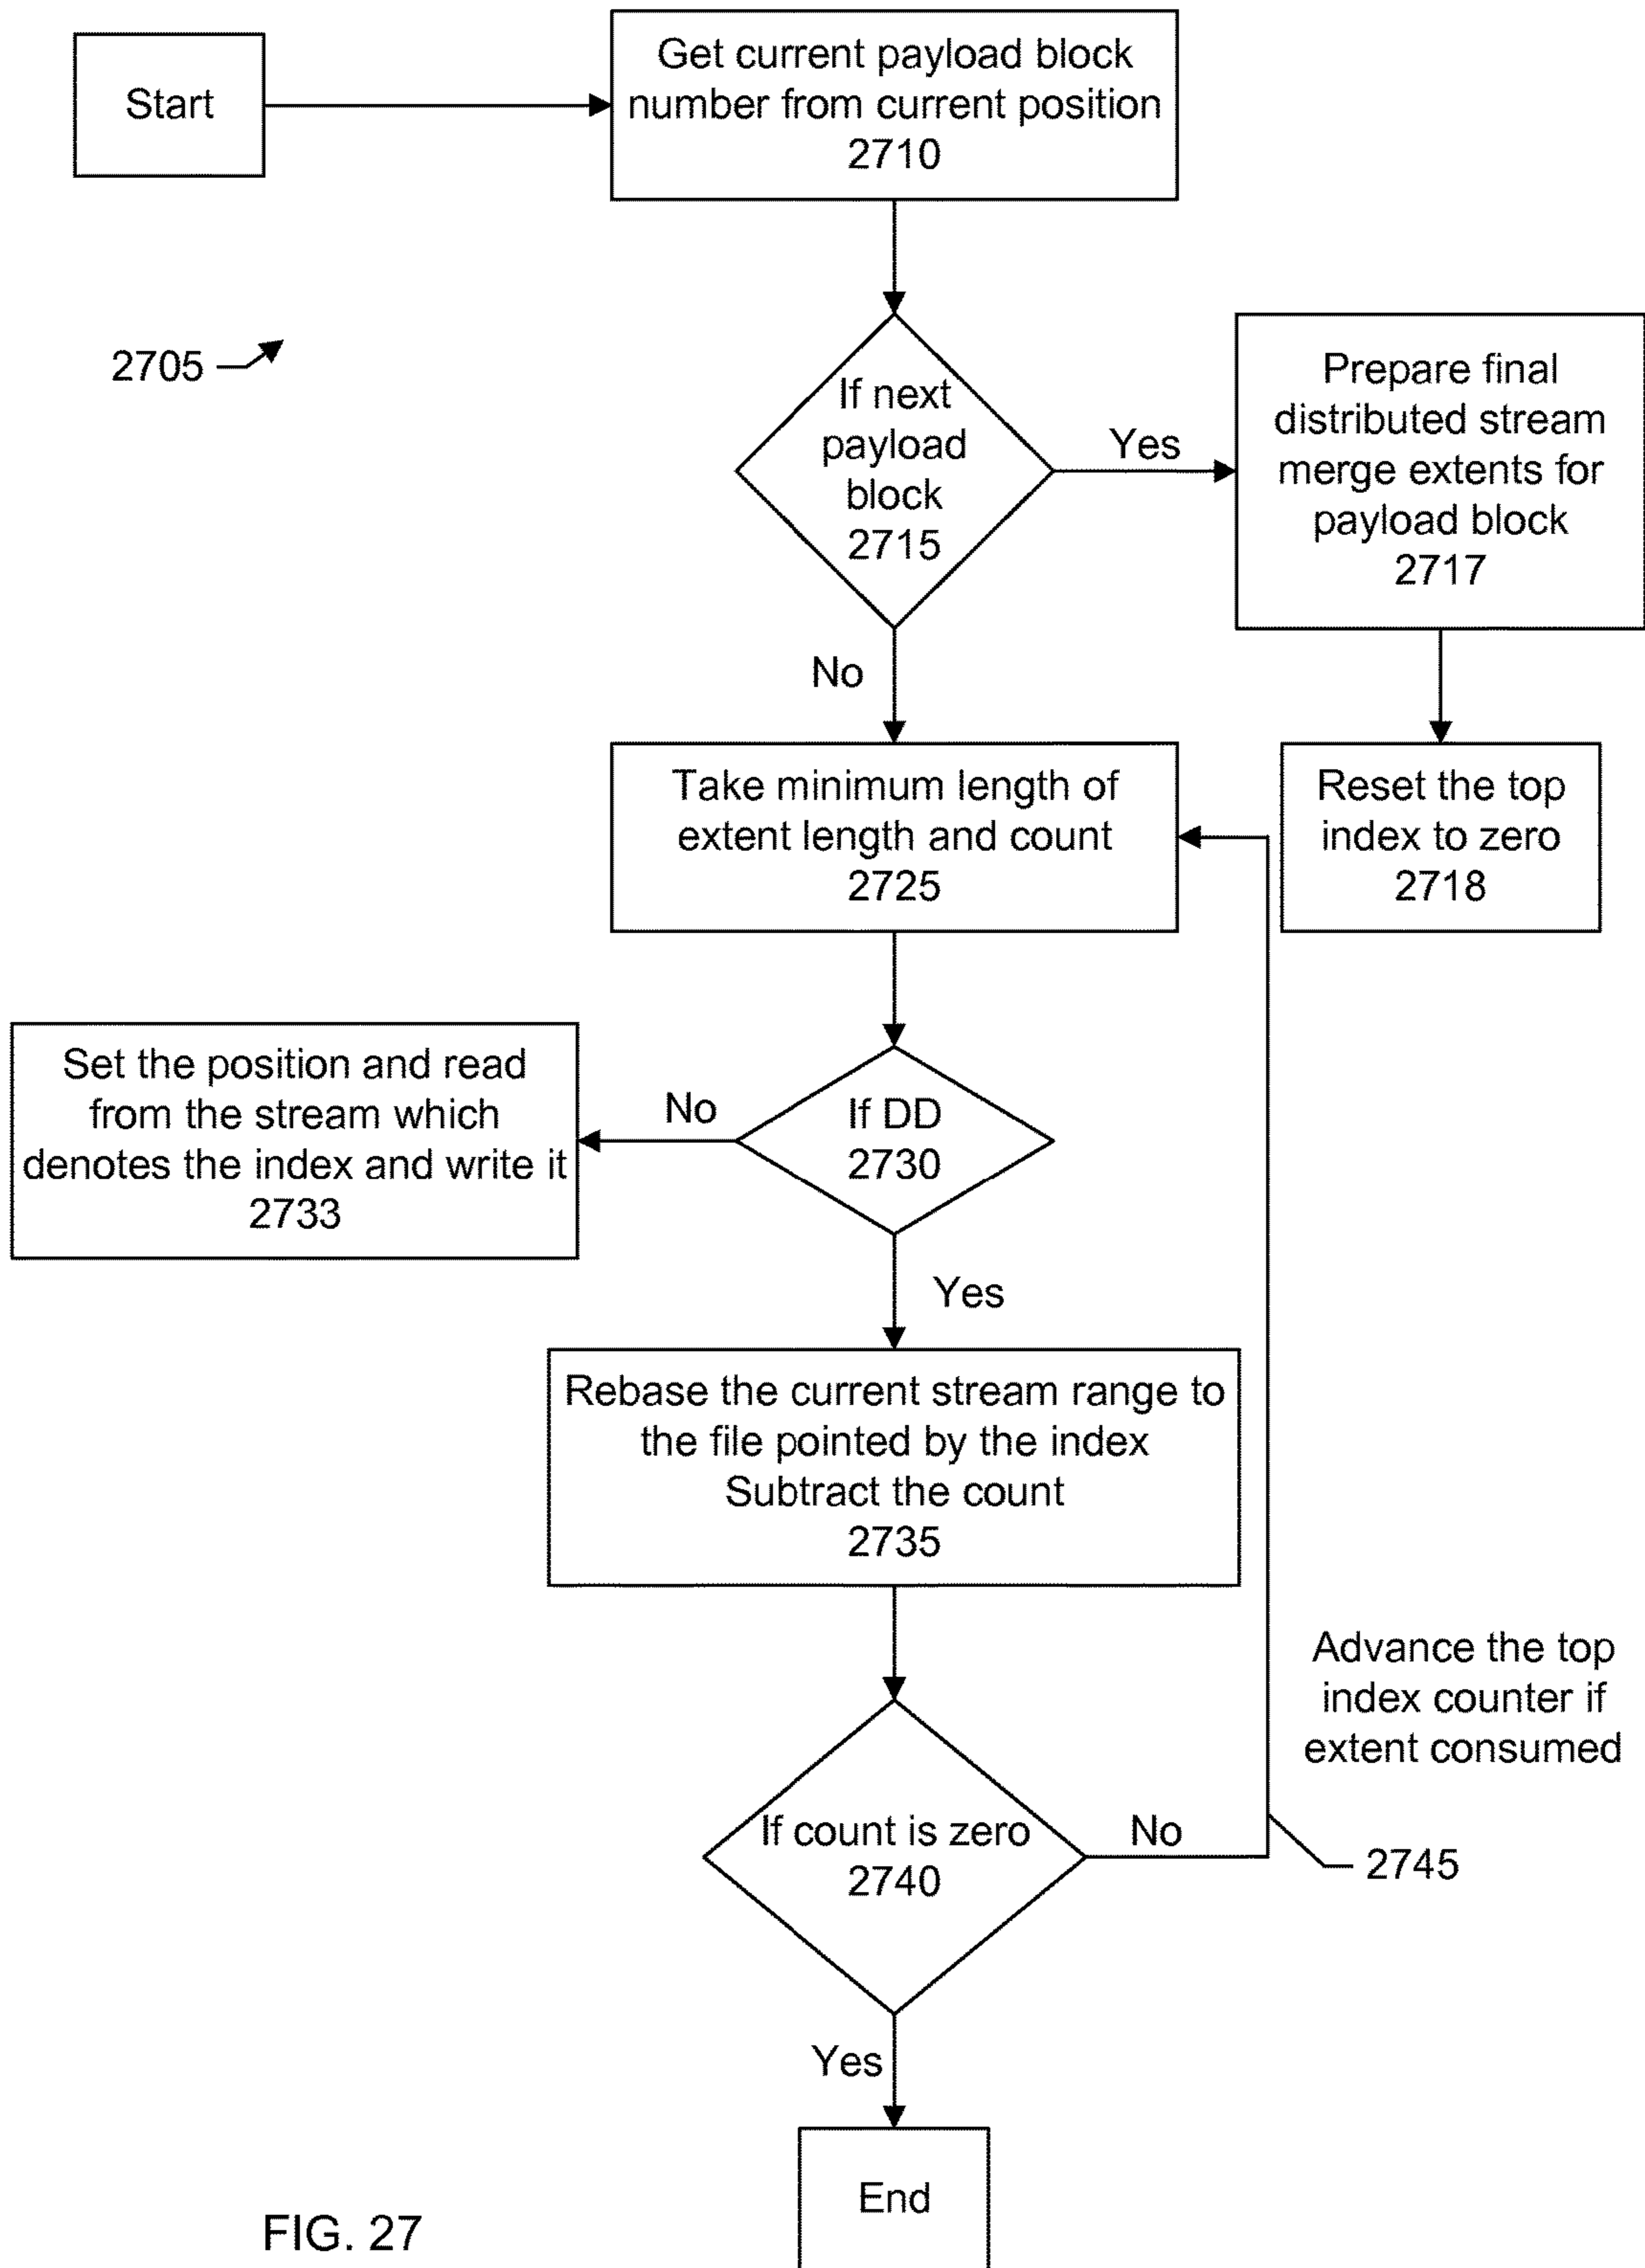 Start
Get current payload block
number from current position
2710
2705
If next
payload
block
2715
Yes
Prepare final
distributed stream
merge extents for
payload block
2717
No
Take minimum length of
extent length and count
2725
Reset the top
index to zero
2718
Set the position and read
from the stream which
denotes the index and write it
2733
No
If DD
2730
Yes
Rebase the current stream range to
the file pointed by the index
Subtract the count
2735
Advance the top
index counter if
extent consumed
If count is zero
2740
No
2745
Yes
End
FIG. 27